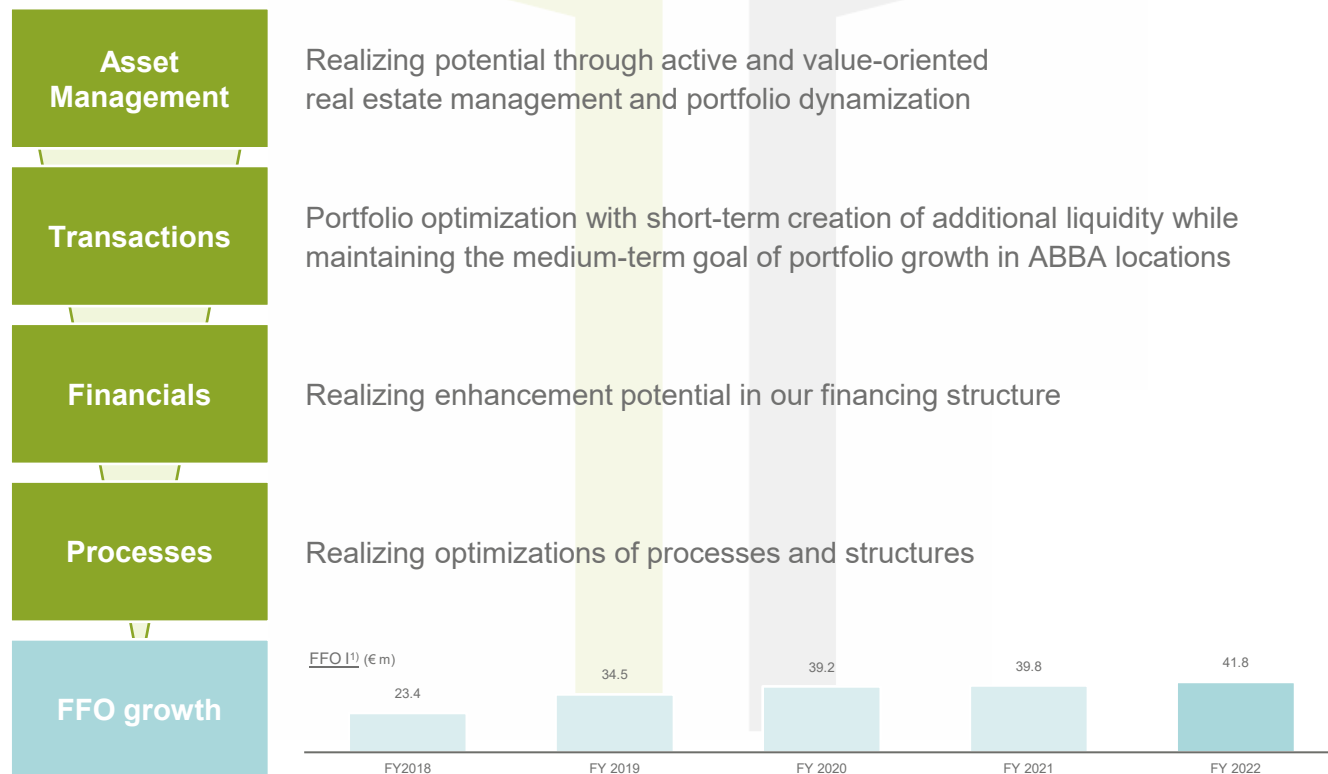 Asset
Management
Realizing potential through active and value-oriented
real estate management and portfolio dynamization
Transactions
Portfolio optimization with short-term creation of additional liquidity while
maintaining the medium-term goal of portfolio growth in ABBA locations
Financials
Realizing enhancement potential in our financing structure
Processes
Realizing optimizations of processes and structures
FFO growth
FFO I¹⁾ (€ m)
23.4
34.5
39.2
39.8
41.8
FY2018
FY 2019
FY 2020
FY 2021
FY 2022